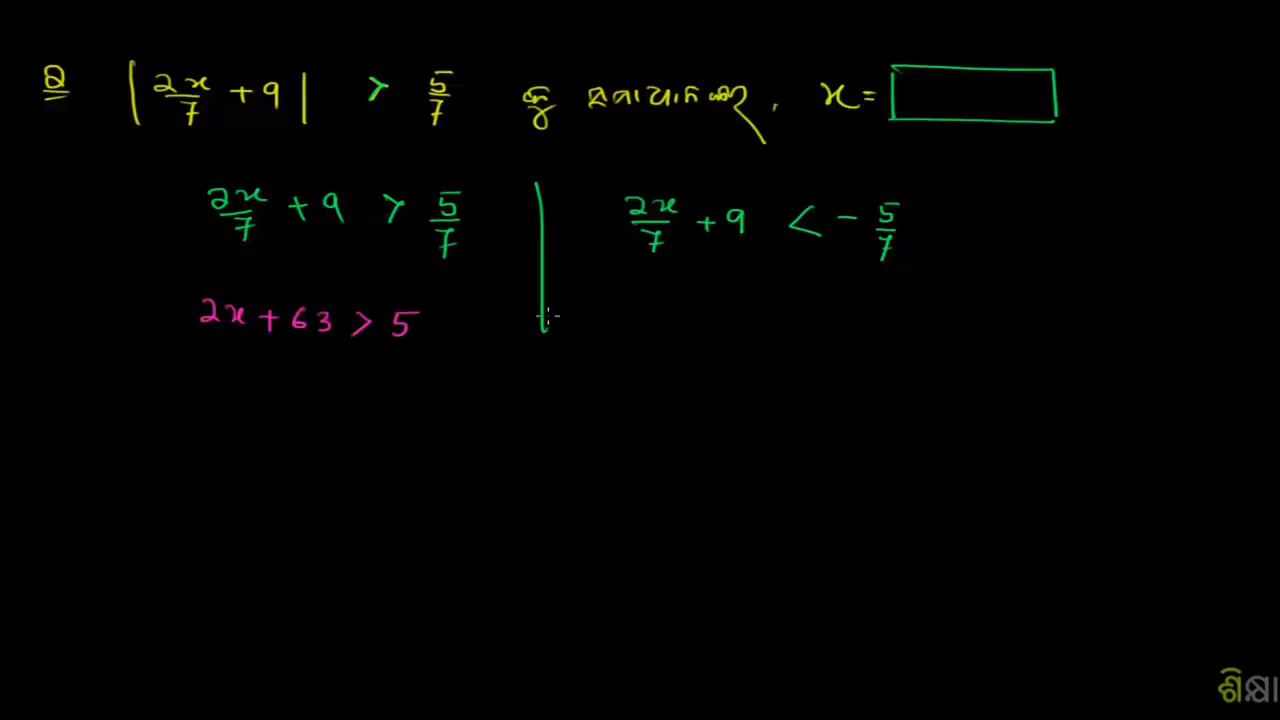 Q |2x/7 + 9| > 5/7 କୁ ସମାଧାନ କର, x =
2x/7 + 9 > 5/7 2x/7 + 9 < - 5/7
2x + 63 > 5
ଶିକ୍ଷା